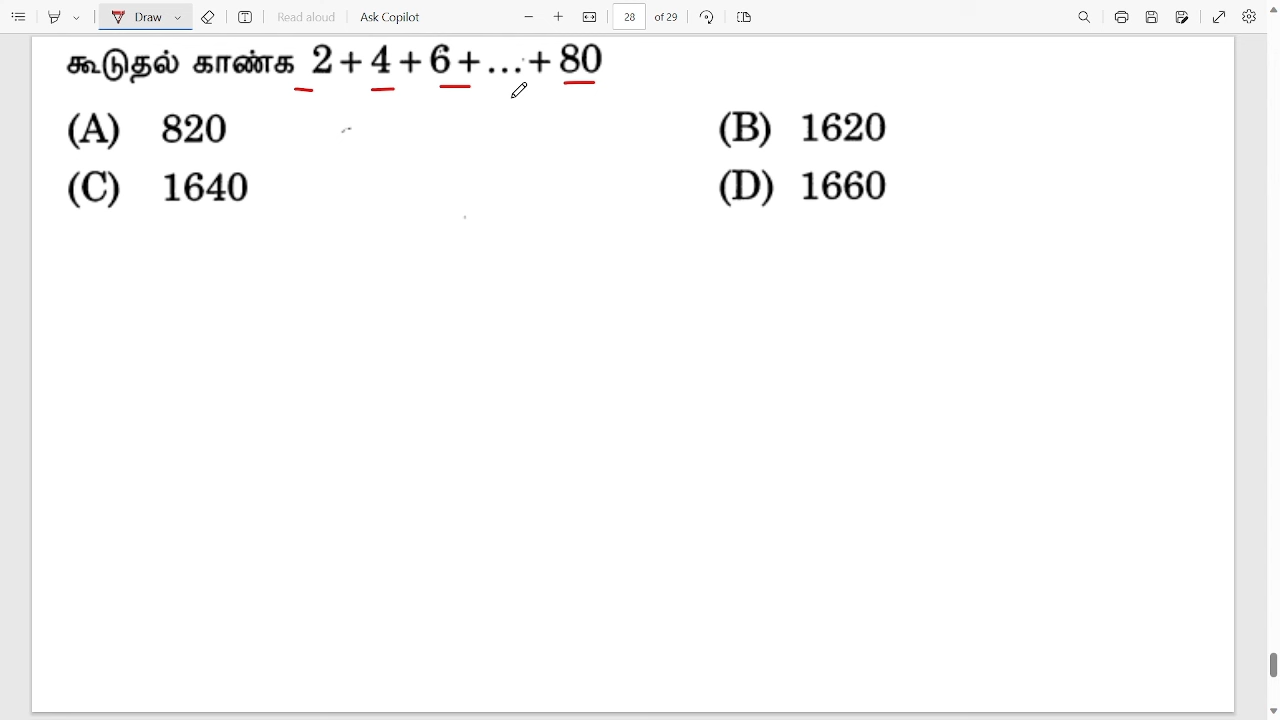 Draw Read aloud Ask Copilot 28 of 29
கூடுதல் காண்க 2 + 4 + 6 + ... + 80
(A) 820 (B) 1620
(C) 1640 (D) 1660